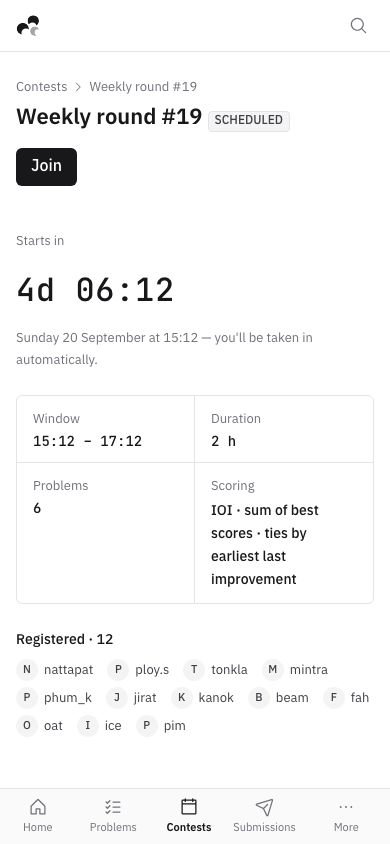 Contests > Weekly round #19
Weekly round #19 SCHEDULED
Join
Starts in
4d 06:12
Sunday 20 September at 15:12 — you'll be taken in
automatically.
Window
15:12 – 17:12
Duration
2 h
Problems
6
Scoring
IOI · sum of best
scores · ties by
earliest last
improvement
Registered · 12
N nattapat P ploy.s T tonkla M mintra
P phum_k J jirat K kanok B beam F fah
O oat I ice P pim
Home Problems Contests Submissions More